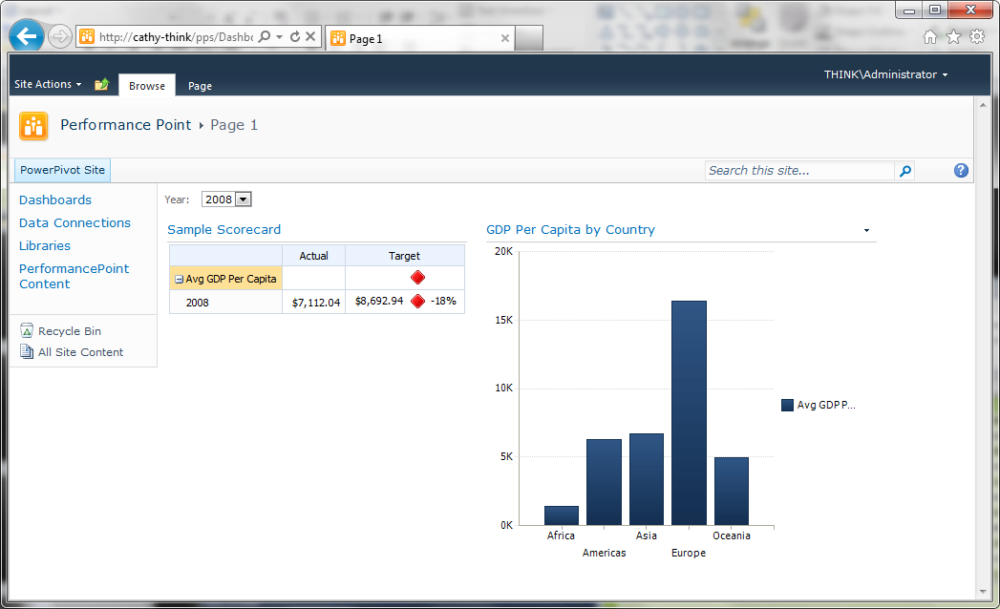 http://cathy-think/pps/Dashbo
Page 1
THINK\Administrator
Site Actions
Browse
Page
Performance Point
Page 1
PowerPivot Site
Search this site...
Dashboards
Data Connections
Libraries
PerformancePoint
Content
Recycle Bin
All Site Content
Year: 2008
Sample Scorecard
Actual Target
Avg GDP Per Capita
2008 $7,112.04 $8,692.94 -18%
GDP Per Capita by Country
20K
15K
10K
5K
0K
Africa Asia Oceania
Americas Europe
Avg GDP P...